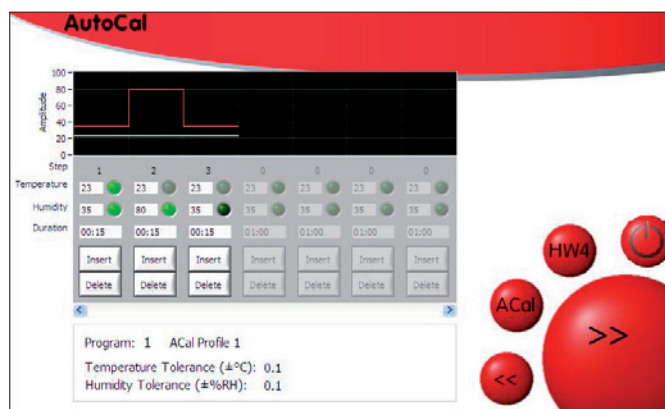 AutoCal
100
80
60
40
20
0
Amplitude
Step 1 2 3 0 0 0 0
Temperature 23 23 23 23 23 23 23
Humidity 35 80 35 35 35 35 35
Duration 00:15 00:15 00:15 01:00 01:00 01:00 01:00
Insert Insert Insert Insert Insert Insert Insert
Delete Delete Delete Delete Delete Delete Delete
HW4
ACal
>>
<<
Program: 1 ACal Profile 1
Temperature Tolerance (±°C): 0.1
Humidity Tolerance (±%RH): 0.1